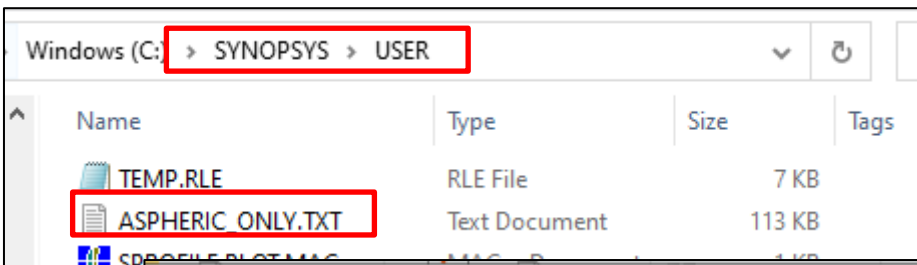 Windows (C:) > SYNOPSYS > USER
Name Type Size Tags
TEMP.RLE RLE File 7 KB
ASPHERIC_ONLY.TXT Text Document 113 KB